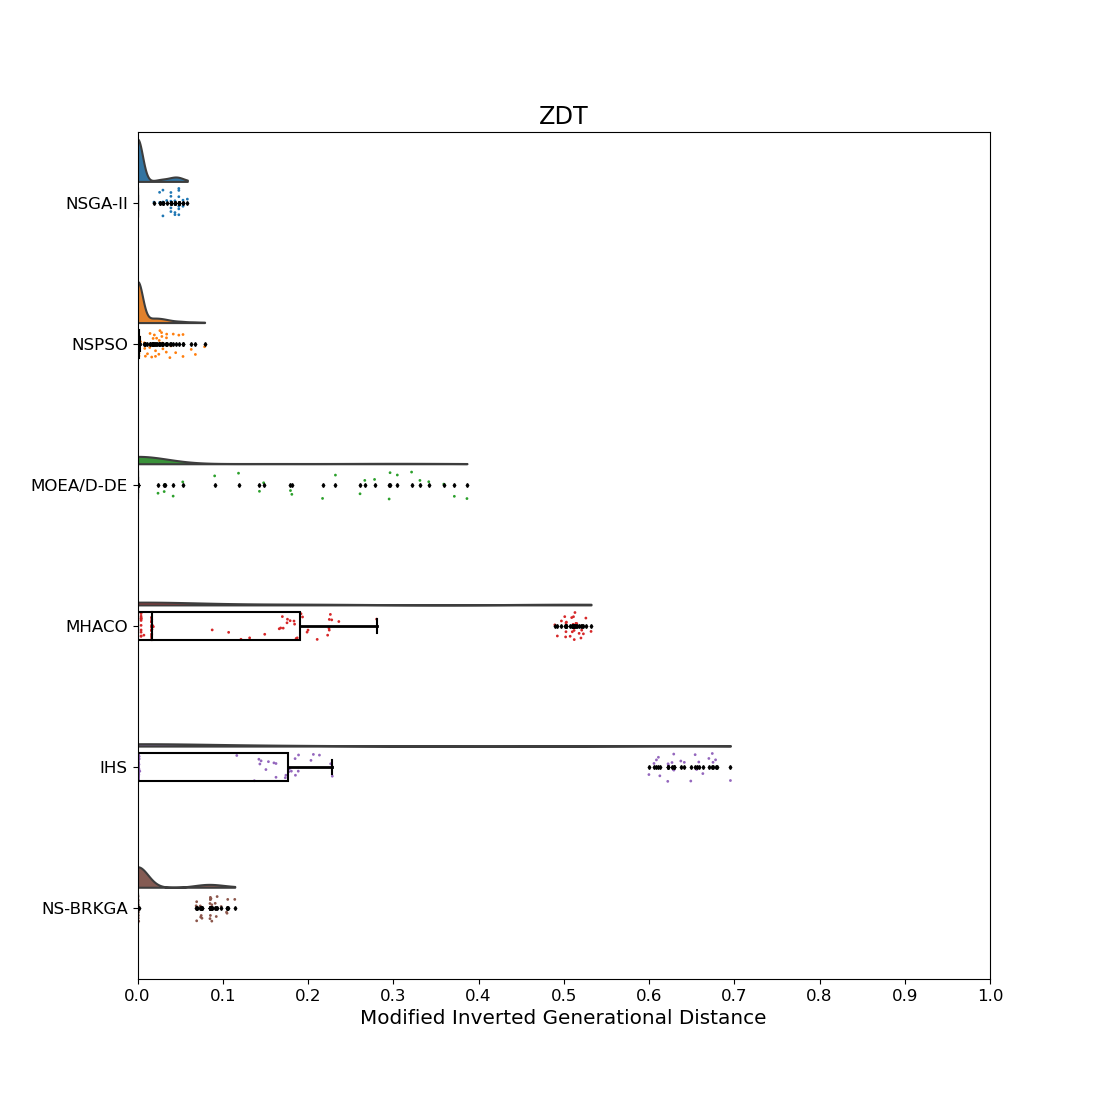 ZDT
NSGA-II
NSPSO
MOEA/D-DE
MHACO
IHS
NS-BRKGA
0.0 0.1 0.2 0.3 0.4 0.5 0.6 0.7 0.8 0.9 1.0
Modified Inverted Generational Distance